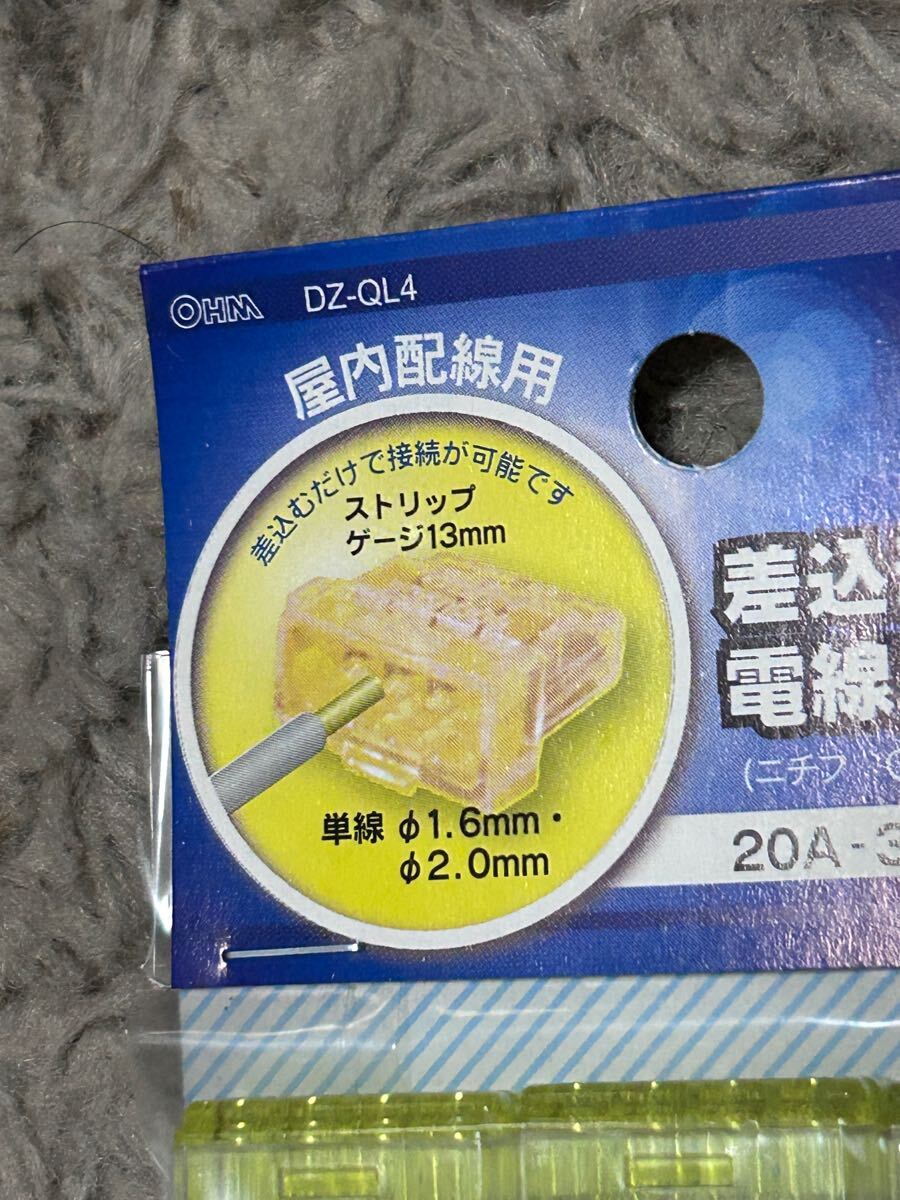 OHM DZ-QL4
屋内配線用
差込むだけで接続が可能です
ストリップ
ゲージ13mm
単線 φ1.6mm・
φ2.0mm
差込
電線
(ニチフ
20A-